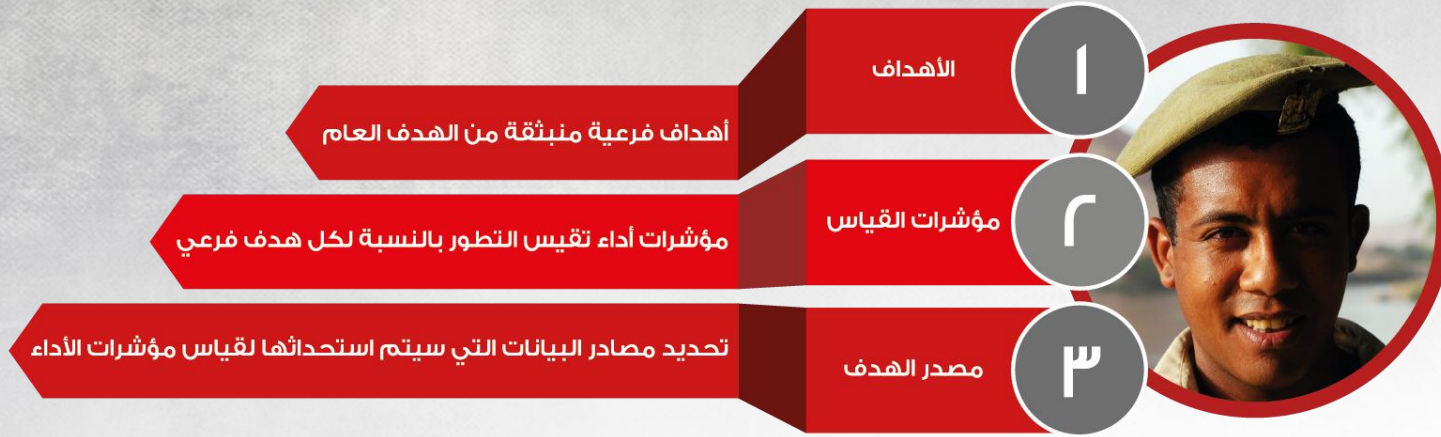 ١
الأهداف
أهداف فرعية منبثقة من الهدف العام
٢
مؤشرات القياس
مؤشرات أداء تقيس التطور بالنسبة لكل هدف فرعي
٣
مصدر الهدف
تحديد مصادر البيانات التي سيتم استحداثها لقياس مؤشرات الأداء